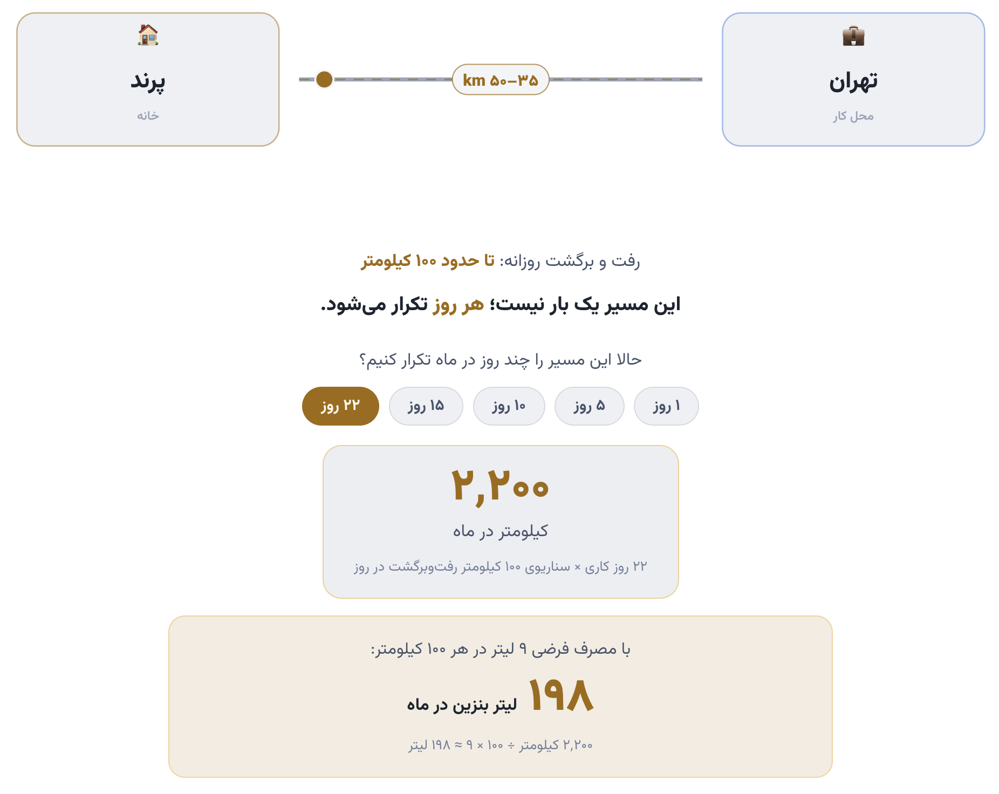 تهران
محل کار
۳۵–۵۰ km
پرند
خانه
رفت و برگشت روزانه: تا حدود ۱۰۰ کیلومتر
این مسیر یک بار نیست؛ هر روز تکرار می‌شود.
حالا این مسیر را چند روز در ماه تکرار کنیم؟
۱ روز
۵ روز
۱۰ روز
۱۵ روز
۲۲ روز
۲,۲۰۰
کیلومتر در ماه
۲۲ روز کاری × سناریوی ۱۰۰ کیلومتر رفت‌وبرگشت در روز
با مصرف فرضی ۹ لیتر در هر ۱۰۰ کیلومتر:
۱۹۸ لیتر بنزین در ماه
۲,۲۰۰ کیلومتر ÷ ۱۰۰ × ۹ ≈ ۱۹۸ لیتر